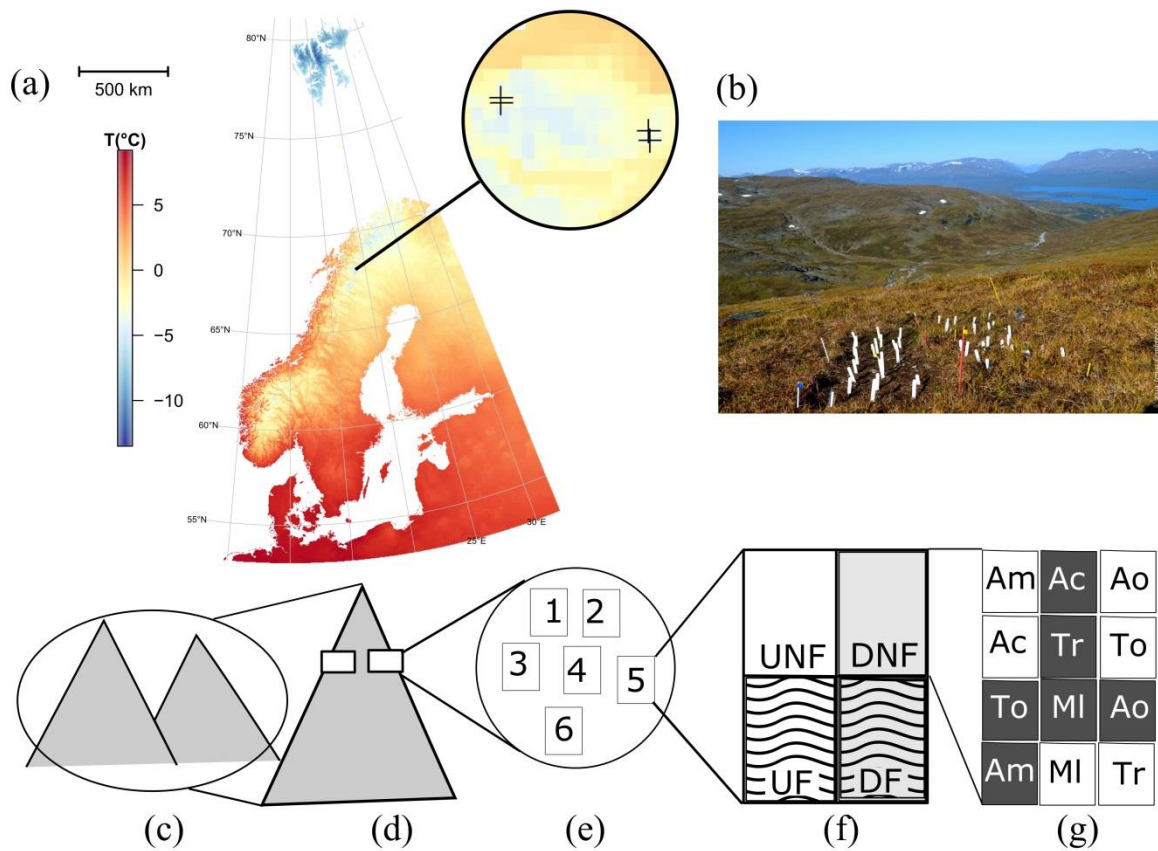 (a)
500 km
T(°C)
5
0
−5
−10
80°N
75°N
70°N
65°N
60°N
55°N
25°E
30°E
(b)
(c)
(d)
1 2
3 4 5
6
(e)
UNF DNF
UF DF
(f)
Am Ac Ao
Ac Tr To
To Ml Ao
Am Ml Tr
(g)